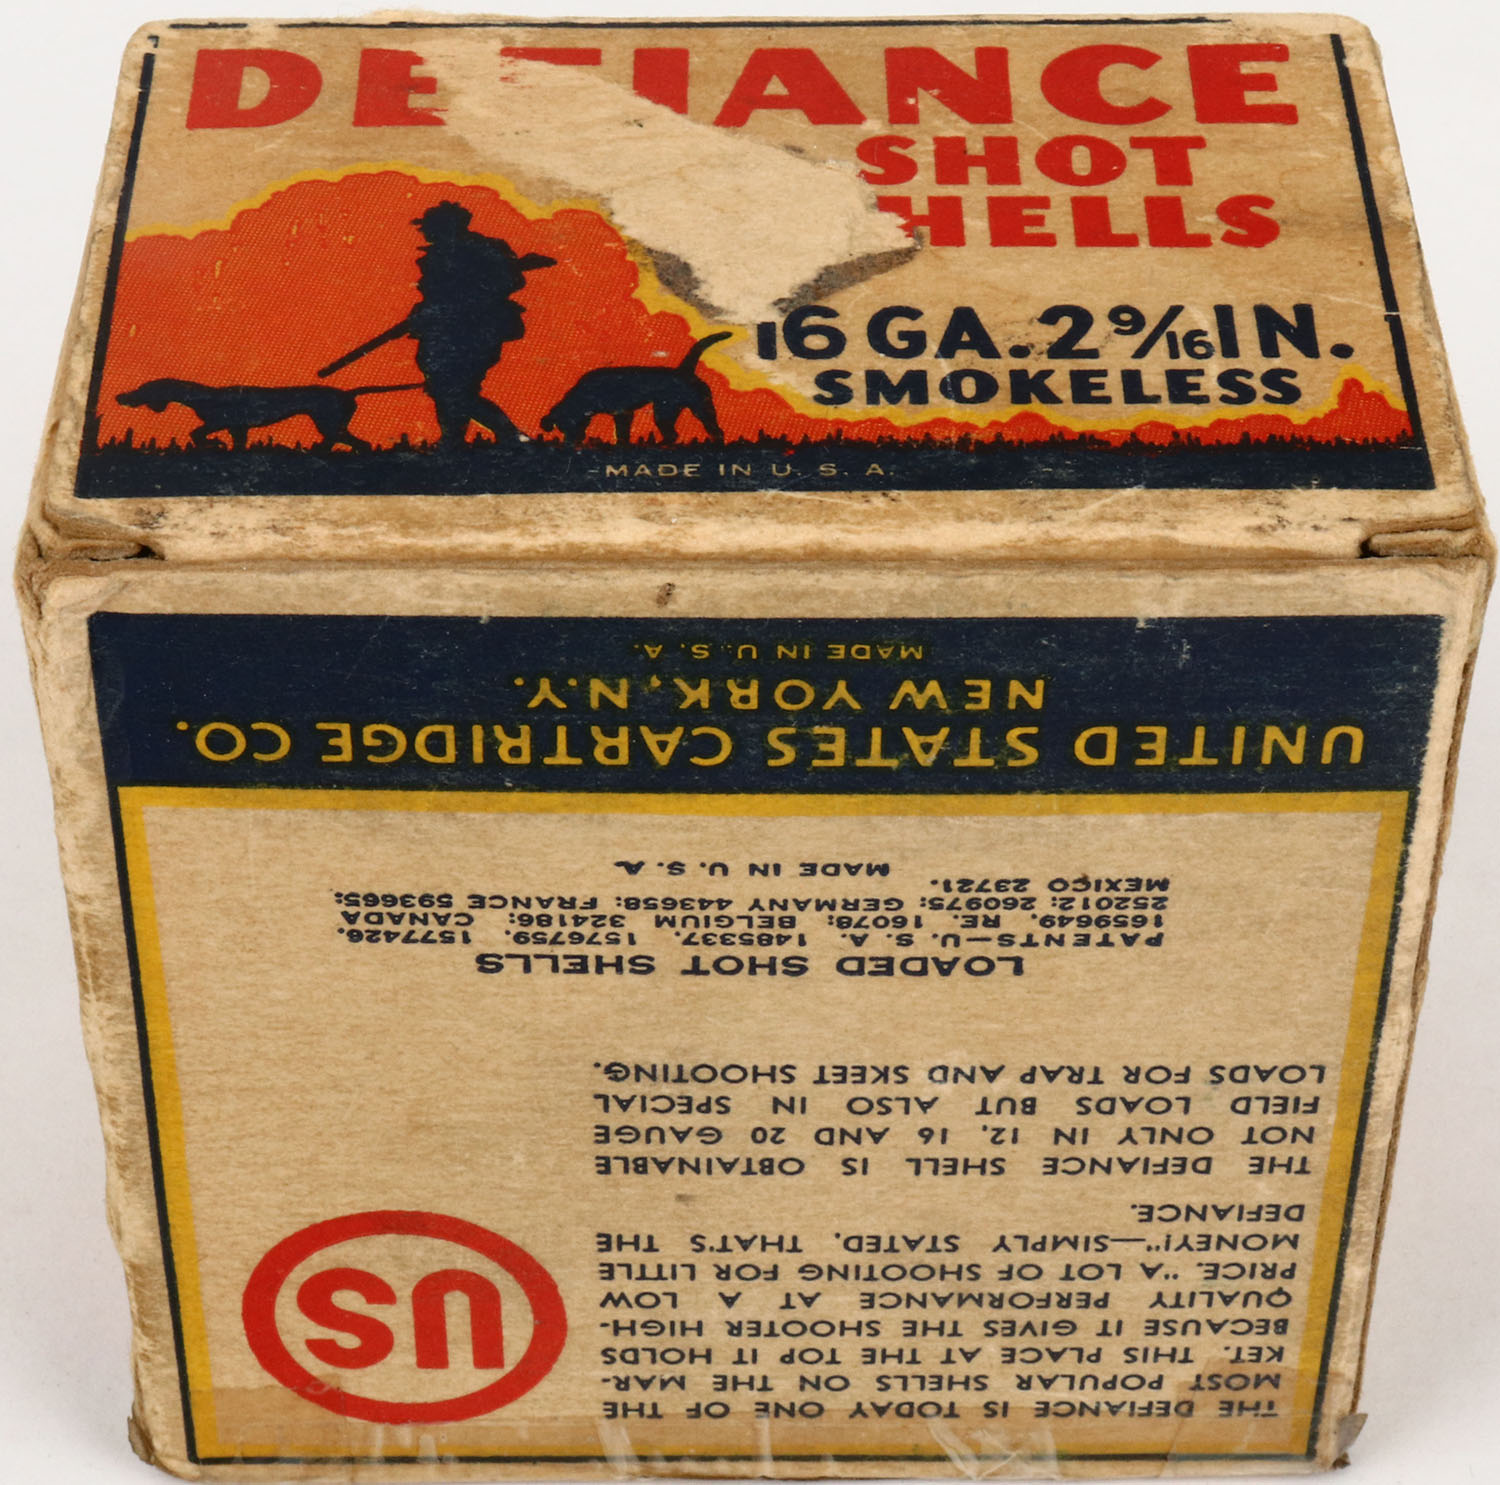 DEFIANCE
SHOT
SHELLS
16 GA. 2 9/16 IN.
SMOKELESS
MADE IN U. S. A.
THE DEFIANCE IS TODAY ONE OF THE
MOST POPULAR SHELLS ON THE MAR-
KET. THIS PLACE AT THE TOP IT HOLDS
BECAUSE IT GIVES THE SHOOTER HIGH-
QUALITY PERFORMANCE AT A LOW
PRICE. "A LOT OF SHOOTING FOR LITTLE
MONEY!"—SIMPLY STATED. THAT'S THE
DEFIANCE.
THE DEFIANCE SHELL IS OBTAINABLE
NOT ONLY IN 12, 16 AND 20 GAUGE
FIELD LOADS BUT ALSO IN SPECIAL
LOADS FOR TRAP AND SKEET SHOOTING.
US
LOADED SHOT SHELLS
PATENTS—U. S. A. 1485337. 1576759. 1577426.
1659649. RE. 16078: BELGIUM 324186: CANADA
252012: 260975: GERMANY 443658: FRANCE 593665:
MEXICO 23721.
MADE IN U. S. A.
UNITED STATES CARTRIDGE CO.
NEW YORK, N.Y.
MADE IN U. S. A.